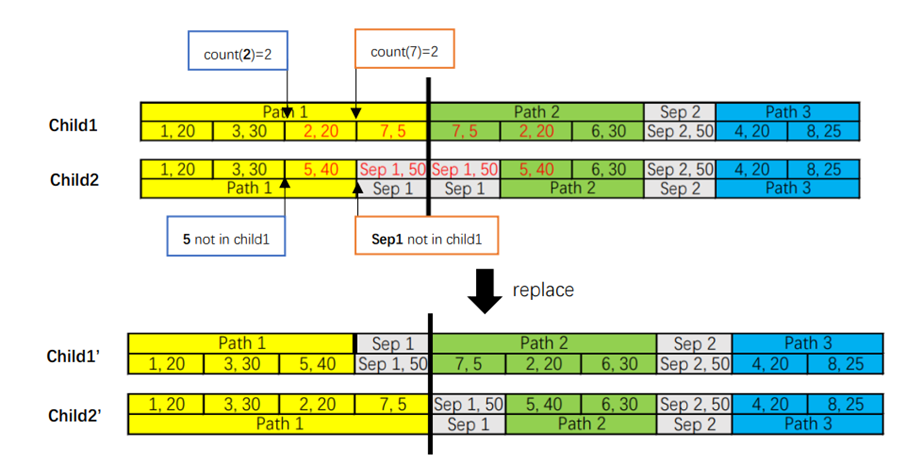 count(2)=2
count(7)=2
Path 1 Path 2 Sep 2 Path 3
Child1
1, 20 3, 30 2, 20 7, 5 7, 5 2, 20 6, 30 Sep 2, 50 4, 20 8, 25
Child2
1, 20 3, 30 5, 40 Sep 1, 50 Sep 1, 50 5, 40 6, 30 Sep 2, 50 4, 20 8, 25
Path 1 Sep 1 Sep 1 Path 2 Sep 2 Path 3
5 not in child1
Sep1 not in child1
replace
Path 1 Sep 1 Path 2 Sep 2 Path 3
Child1’
1, 20 3, 30 5, 40 Sep 1, 50 7, 5 2, 20 6, 30 Sep 2, 50 4, 20 8, 25
Child2’
1, 20 3, 30 2, 20 7, 5 Sep 1, 50 5, 40 6, 30 Sep 2, 50 4, 20 8, 25
Path 1 Sep 1 Path 2 Sep 2 Path 3